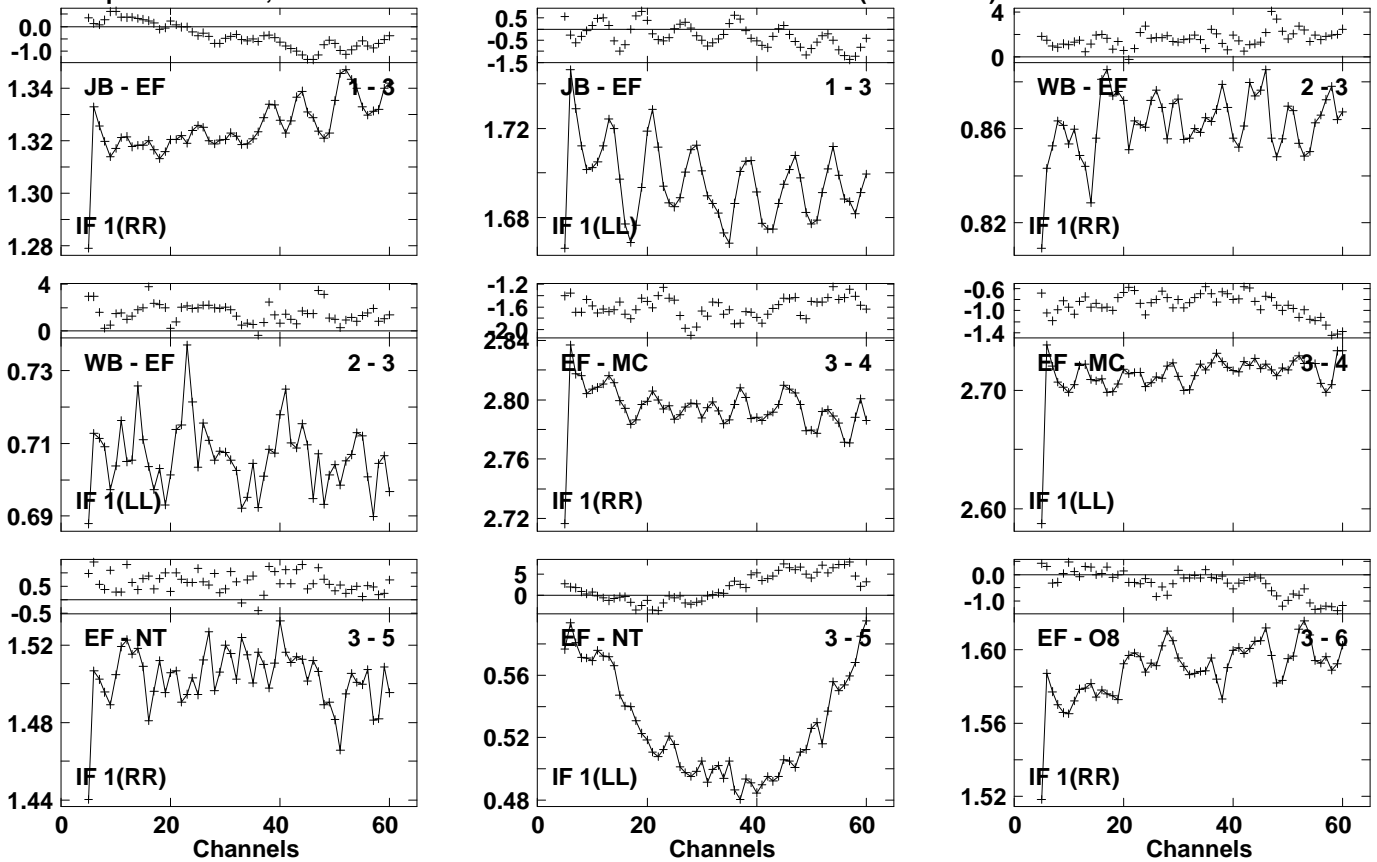 0.0
-1.0
1.34
1.32
1.30
1.28
JB - EF
1 - 3
IF 1(RR)
0.5
-0.5
-1.5
1.72
1.68
JB - EF
1 - 3
IF 1(LL)
4
0
0.86
0.82
WB - EF
2 - 3
IF 1(RR)
4
0
0.73
0.71
0.69
WB - EF
2 - 3
IF 1(LL)
-1.2
-1.6
-2.0
2.84
2.80
2.76
2.72
EF - MC
3 - 4
IF 1(RR)
-0.6
-1.0
-1.4
2.70
2.60
EF - MC
3 - 4
IF 1(LL)
0.5
-0.5
1.52
1.48
1.44
EF - NT
3 - 5
IF 1(RR)
5
0
0.56
0.52
0.48
EF - NT
3 - 5
IF 1(LL)
0.0
-1.0
1.60
1.56
1.52
EF - O8
3 - 6
IF 1(RR)
0 20 40 60
Channels
0 20 40 60
Channels
0 20 40 60
Channels